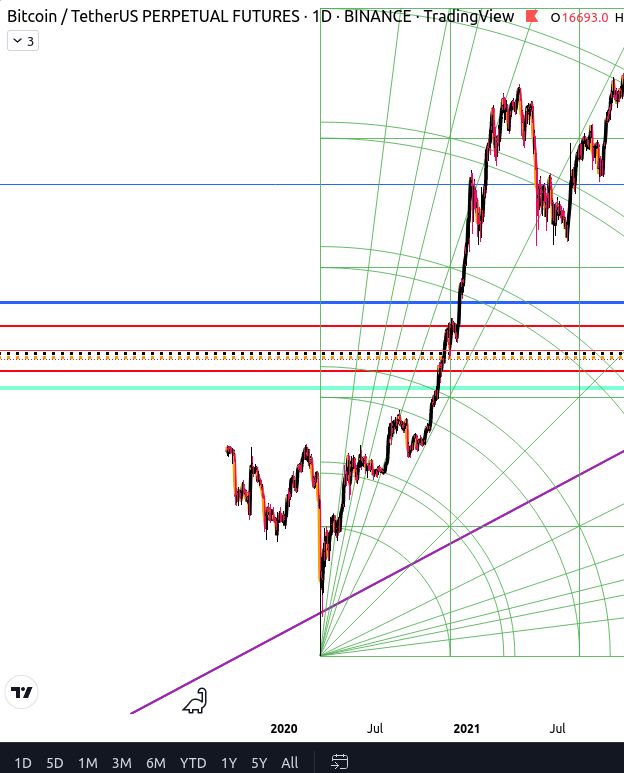 Bitcoin / TetherUS PERPETUAL FUTURES · 1D · BINANCE · TradingView O16693.0 H
3
2020 Jul 2021 Jul
1D 5D 1M 3M 6M YTD 1Y 5Y All